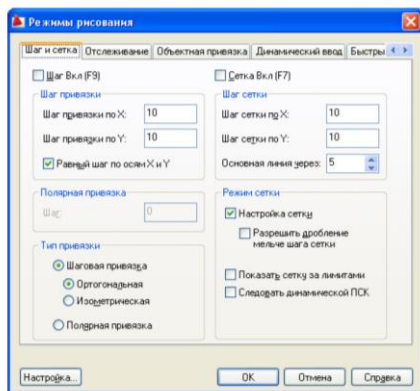 Режимы рисования
Шаг и сетка Отслеживание Объектная привязка Динамический ввод Быстры
Шаг Вкл (F9)
Сетка Вкл (F7)
Шаг привязки
Шаг привязки по X: 10
Шаг привязки по Y: 10
Равный шаг по осям X и Y
Шаг сетки
Шаг сетки по X: 10
Шаг сетки по Y: 10
Основная линия через: 5
Полярная привязка
Шаг: 0
Тип привязки
Шаговая привязка
Ортогональная
Изометрическая
Полярная привязка
Режим сетки
Настройка сетки
Разрешить дробление
мельче шага сетки
Показать сетку за лимитами
Следовать динамической ПСК
Настройка... ОК Отмена Справка